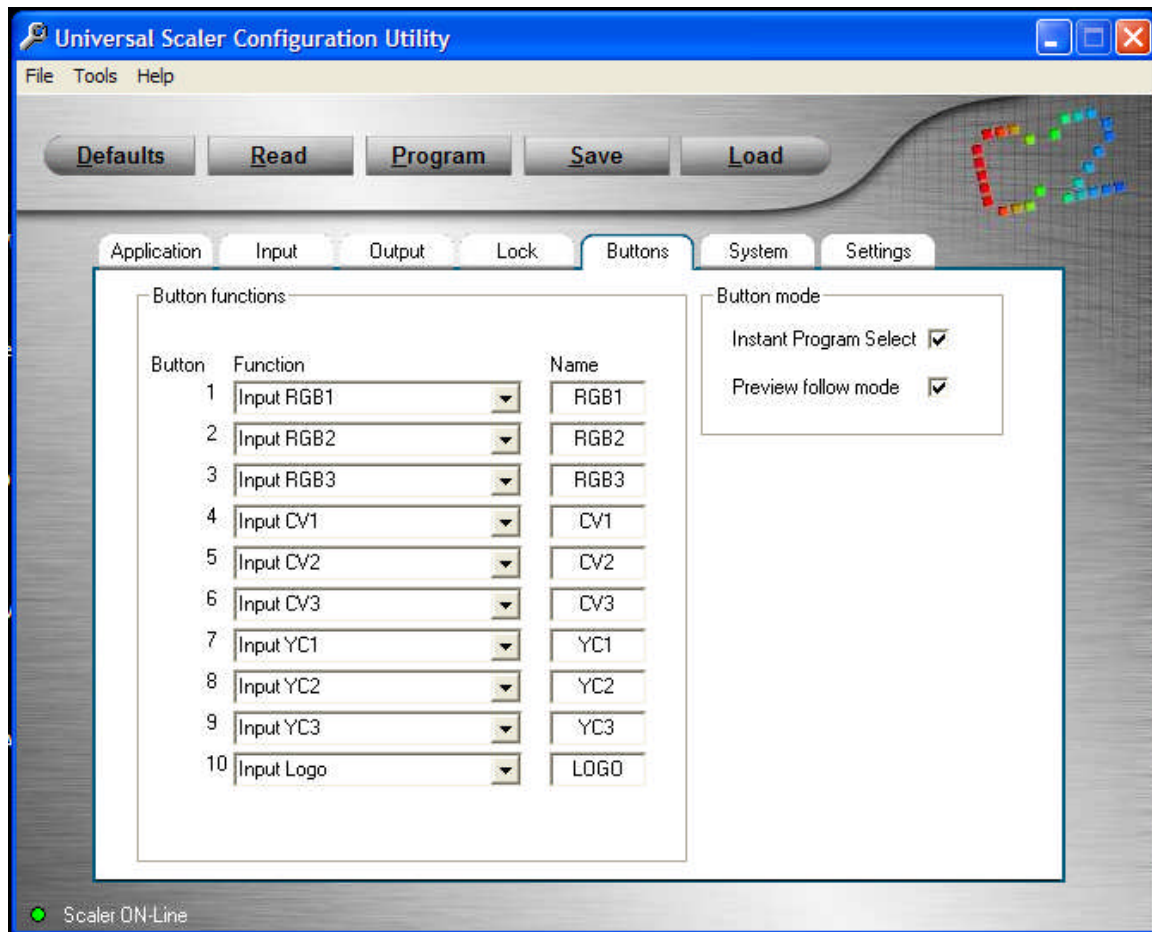 Universal Scaler Configuration Utility
File Tools Help
Defaults Read Program Save Load
C2
Application Input Output Lock Buttons System Settings
Button functions
Button mode
Instant Program Select
Preview follow mode
Button Function Name
1 Input RGB1 RGB1
2 Input RGB2 RGB2
3 Input RGB3 RGB3
4 Input CV1 CV1
5 Input CV2 CV2
6 Input CV3 CV3
7 Input YC1 YC1
8 Input YC2 YC2
9 Input YC3 YC3
10 Input Logo LOGO
Scaler ON-Line